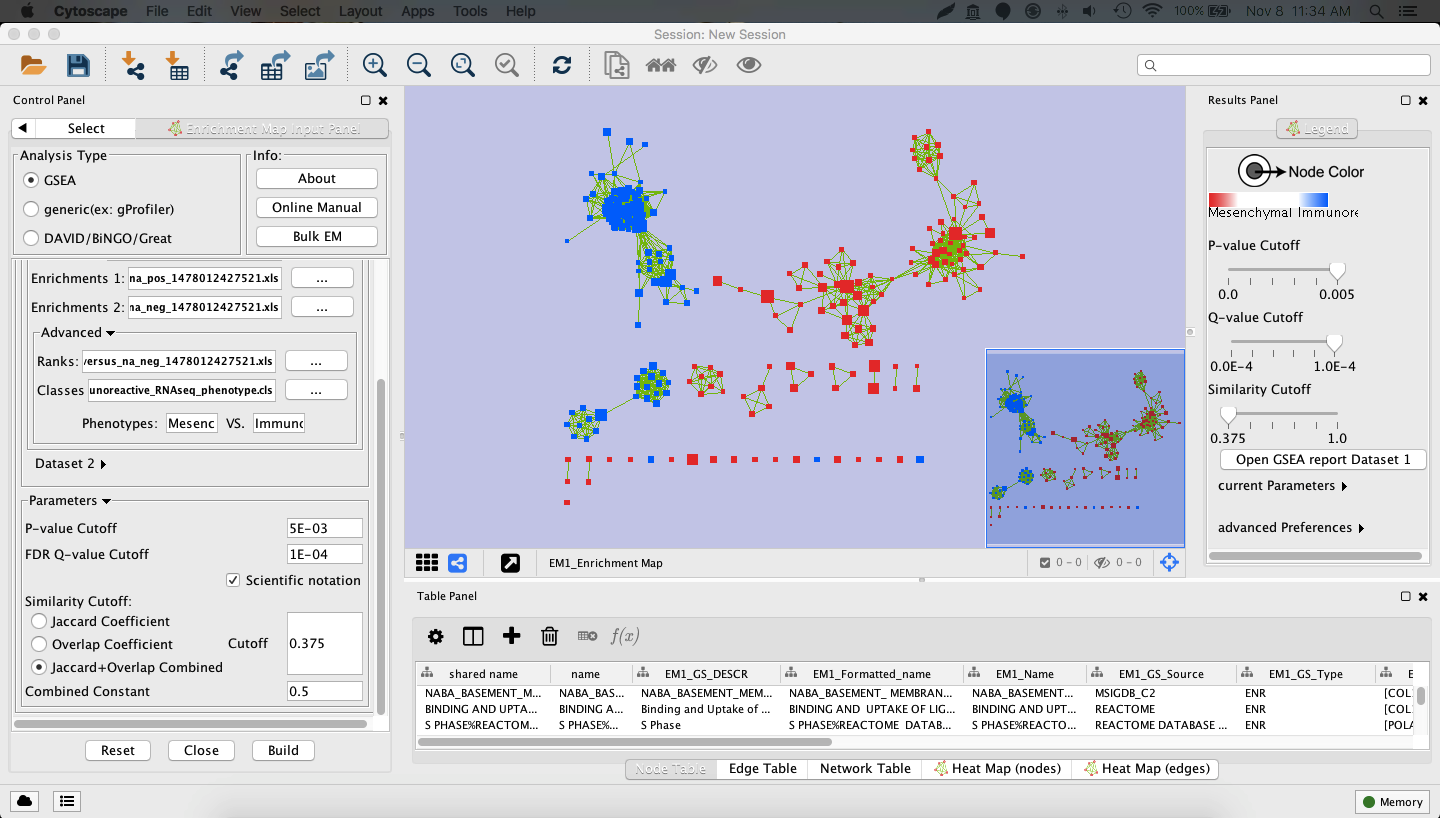 Cytoscape File Edit View Select Layout Apps Tools Help 100% Nov 8 11:34 AM
Session: New Session
Control Panel
Select Enrichment Map Input Panel
Analysis Type
GSEA
generic(ex: gProfiler)
DAVID/BiNGO/Great
Info:
About
Online Manual
Bulk EM
Enrichments 1: na_pos_1478012427521.xls ...
Enrichments 2: na_neg_1478012427521.xls ...
Advanced
Ranks: versus_na_neg_1478012427521.xls ...
Classes unoreactive_RNAseq_phenotype.cls ...
Phenotypes: Mesenc VS. Immuno
Dataset 2
Parameters
P-value Cutoff 5E-03
FDR Q-value Cutoff 1E-04
Scientific notation
Similarity Cutoff:
Jaccard Coefficient
Overlap Coefficient Cutoff 0.375
Jaccard+Overlap Combined
Combined Constant 0.5
Reset Close Build
EM1_Enrichment Map 0 - 0 0 - 0
Results Panel
Legend
Node Color
Mesenchymal Immunore
P-value Cutoff
0.0 0.005
Q-value Cutoff
0.0E-4 1.0E-4
Similarity Cutoff
0.375 1.0
Open GSEA report Dataset 1
current Parameters
advanced Preferences
Table Panel
f(x)
shared name name EM1_GS_DESCR EM1_Formatted_name EM1_Name EM1_GS_Source EM1_GS_Type E
NABA_BASEMENT_M... NABA_BAS... NABA_BASEMENT_MEM... NABA_BASEMENT_ MEMBRAN... NABA_BASEMENT... MSIGDB_C2 ENR [COL
BINDING AND UPTA... BINDING A... Binding and Uptake of ... BINDING AND UPTAKE OF LIG... BINDING AND UPT... REACTOME ENR [COL
S PHASE%REACTOM... S PHASE%... S Phase S PHASE%REACTOME DATAB... S PHASE%REACTO... REACTOME DATABASE ... ENR [POLA
Node Table Edge Table Network Table Heat Map (nodes) Heat Map (edges)
Memory